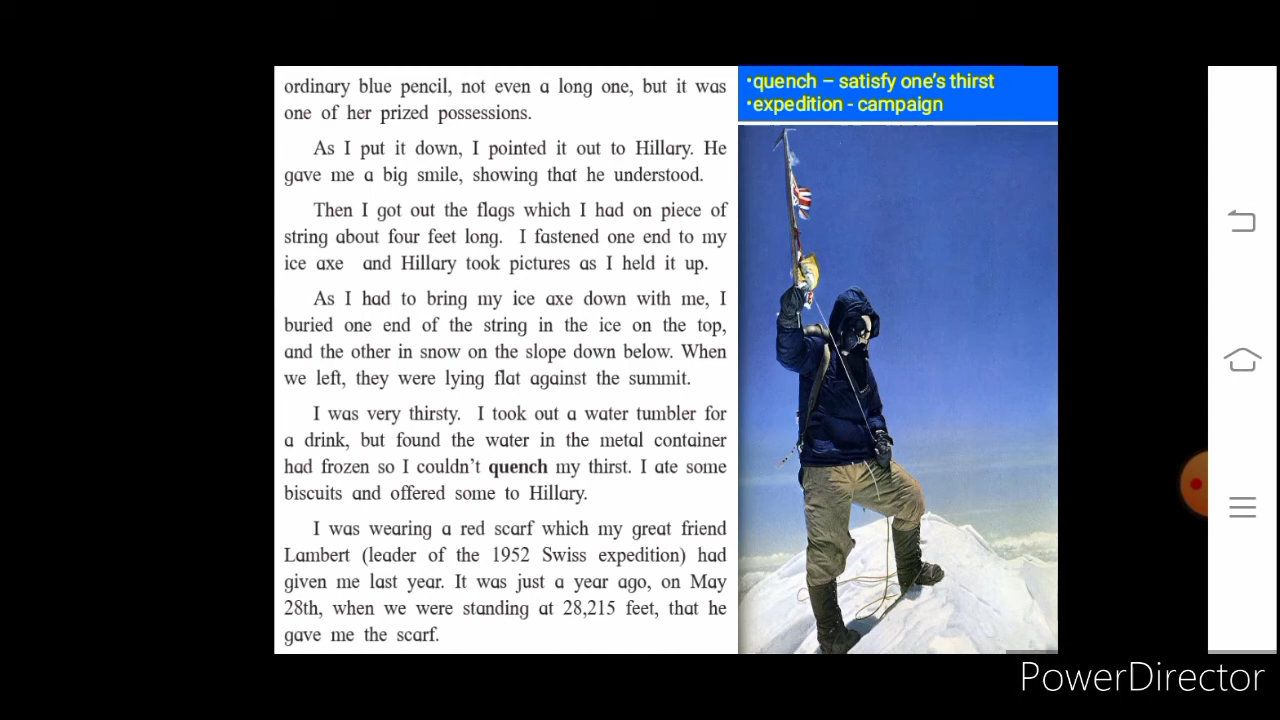 ordinary blue pencil, not even a long one, but it was
one of her prized possessions.
As I put it down, I pointed it out to Hillary. He
gave me a big smile, showing that he understood.
Then I got out the flags which I had on piece of
string about four feet long. I fastened one end to my
ice axe and Hillary took pictures as I held it up.
As I had to bring my ice axe down with me, I
buried one end of the string in the ice on the top,
and the other in snow on the slope down below. When
we left, they were lying flat against the summit.
I was very thirsty. I took out a water tumbler for
a drink, but found the water in the metal container
had frozen so I couldn't quench my thirst. I ate some
biscuits and offered some to Hillary.
I was wearing a red scarf which my great friend
Lambert (leader of the 1952 Swiss expedition) had
given me last year. It was just a year ago, on May
28th, when we were standing at 28,215 feet, that he
gave me the scarf.
•quench – satisfy one's thirst
•expedition - campaign
PowerDirector